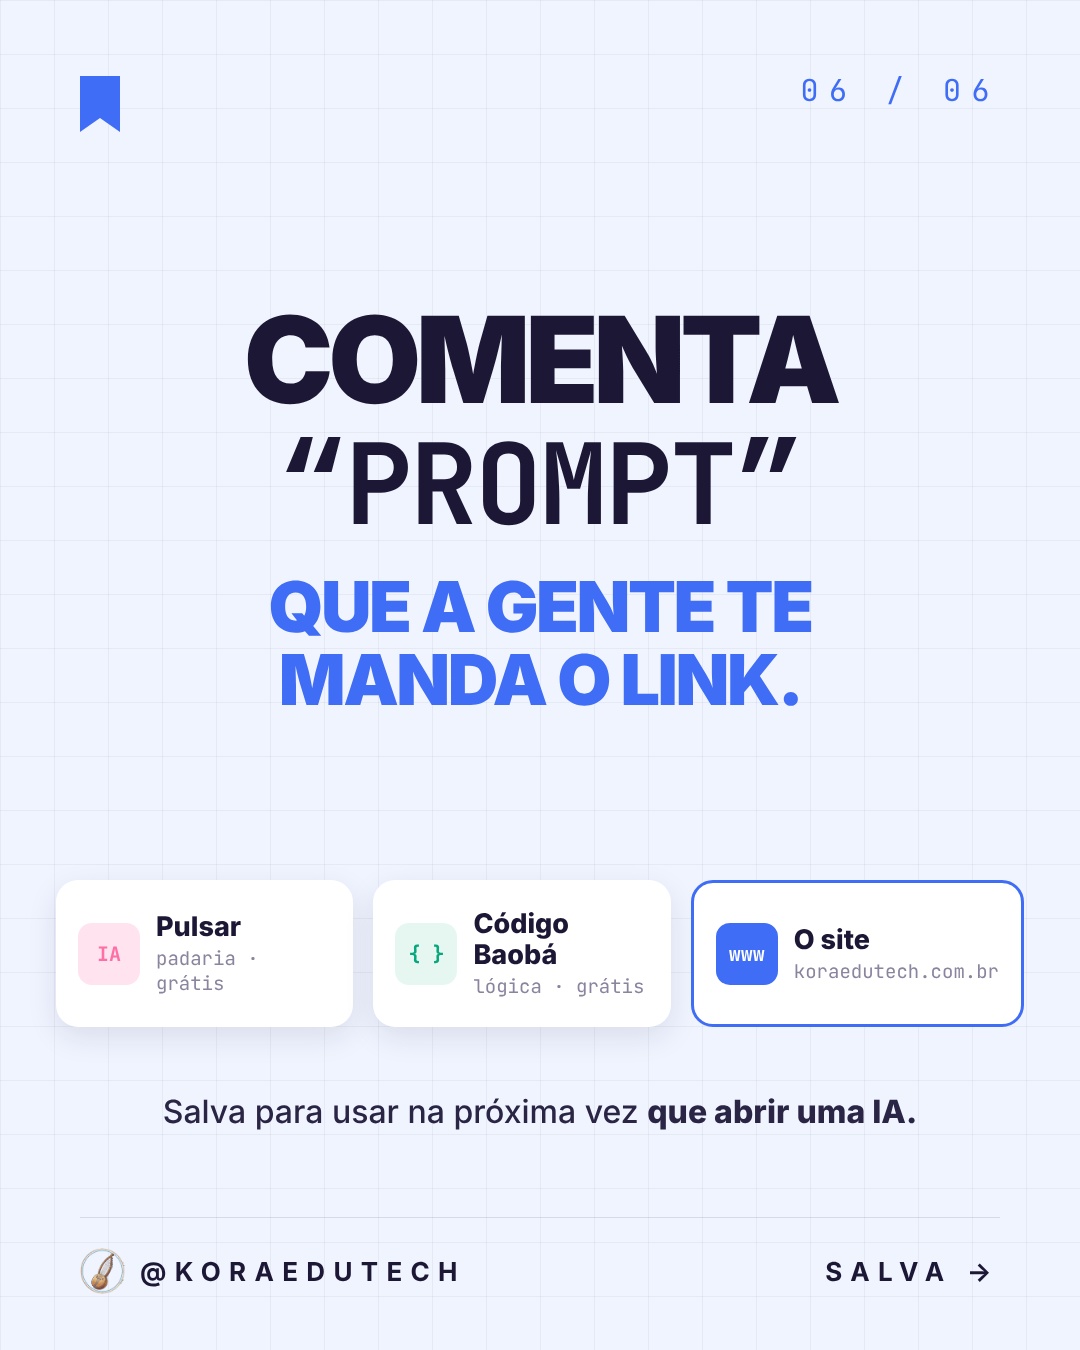 06 / 06
COMENTA
“PROMPT”
QUE A GENTE TE
MANDA O LINK.
IA
Pulsar
padaria ·
grátis
{ }
Código
Baobá
lógica · grátis
WWW
O site
koraedutech.com.br
Salva para usar na próxima vez que abrir uma IA.
@KORAEDUTECH
SALVA →